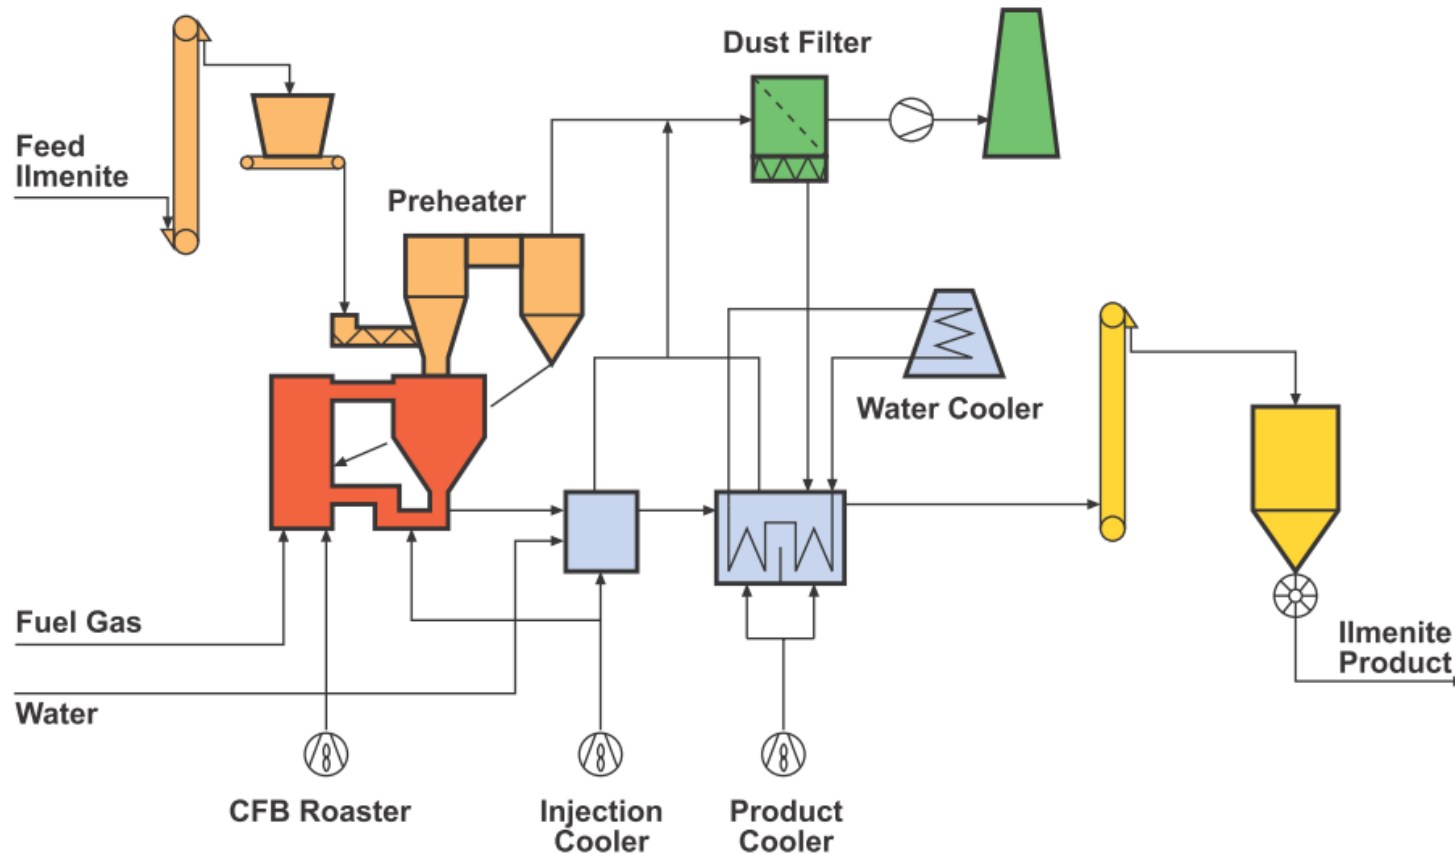 Dust Filter
Feed
Ilmenite
Preheater
Water Cooler
Fuel Gas
Ilmenite
Product
Water
CFB Roaster
Injection
Cooler
Product
Cooler